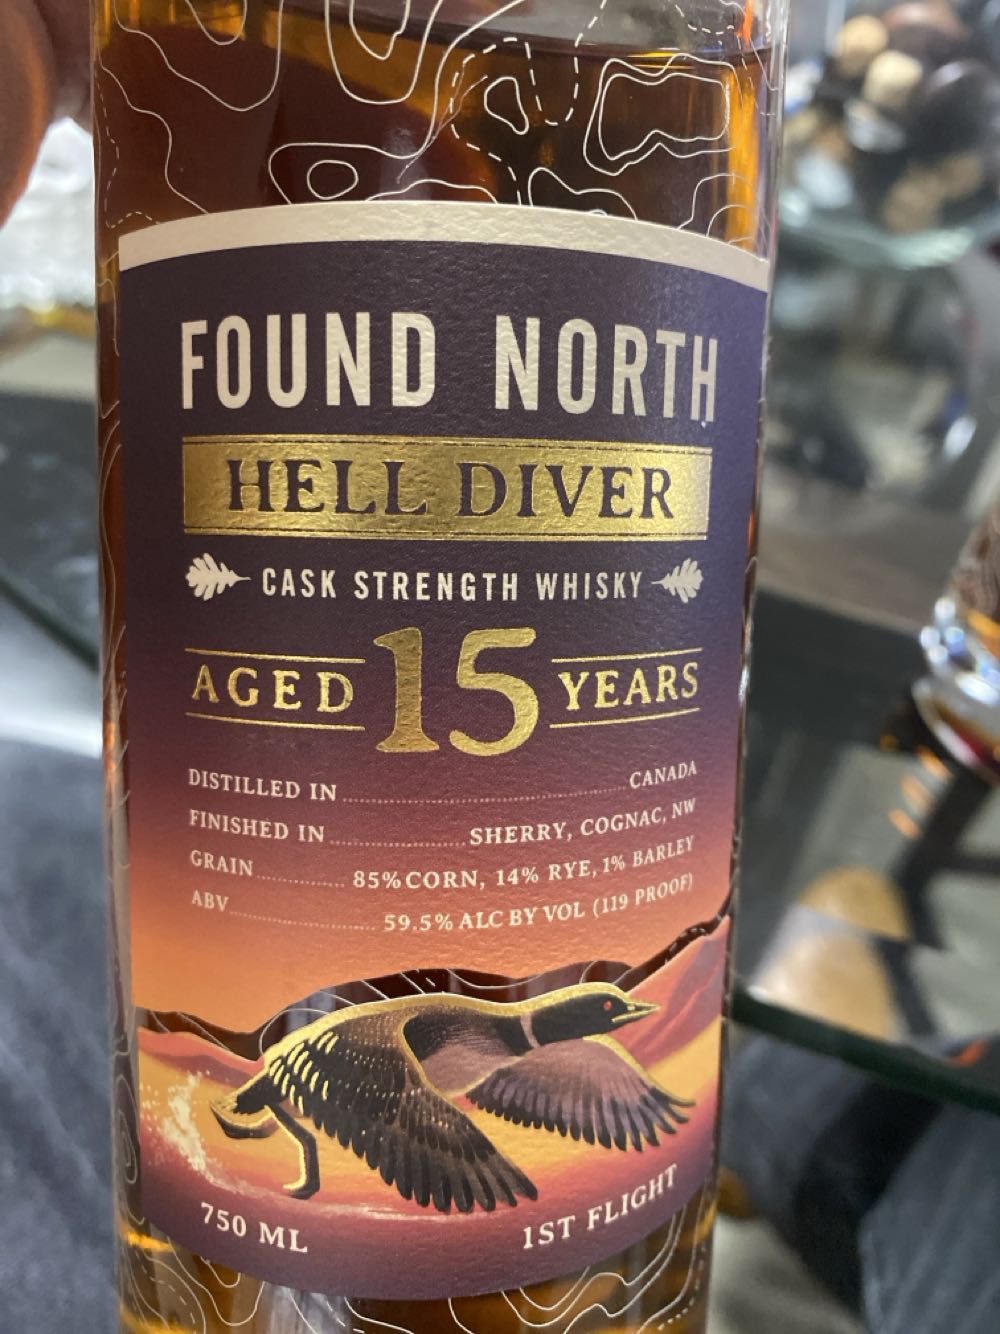 FOUND NORTH
HELL DIVER
CASK STRENGTH WHISKY
AGED 15 YEARS
DISTILLED IN CANADA
FINISHED IN SHERRY, COGNAC, NW
GRAIN 85% CORN, 14% RYE, 1% BARLEY
ABV 59.5% ALC BY VOL (119 PROOF)
750 ML 1ST FLIGHT